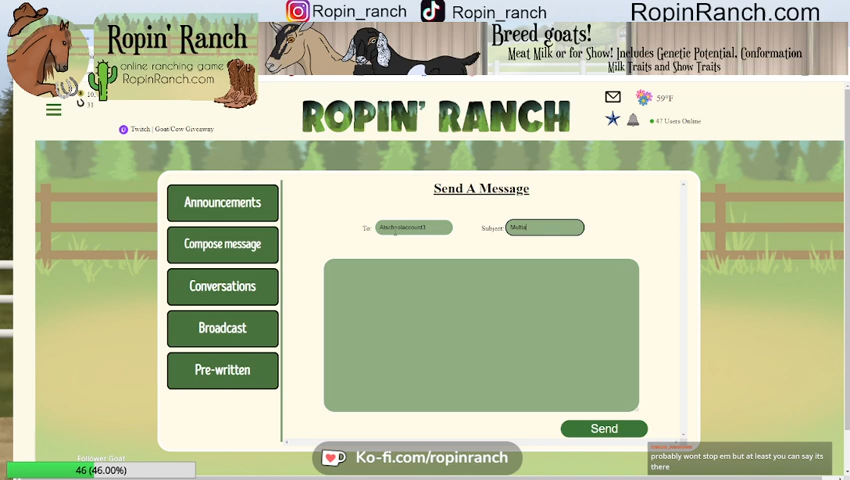 Ropin_ranch
Ropin_ranch
RopinRanch.com
Ropin' Ranch
online ranching game
RopinRanch.com
Breed goats!
Meat Milk or for Show! Includes Genetic Potential, Conformation
Milk Traits and Show Traits
31
Twitch | Goat/Cow Giveaway
ROPIN' RANCH
59°F
47 Users Online
Announcements
Compose message
Conversations
Broadcast
Pre-written
Send A Message
To:
Subject:
Multia
Send
Follower Goat
46 (46.00%)
Ko-fi.com/ropinranch
probably wont stop em but at least you can say its
there